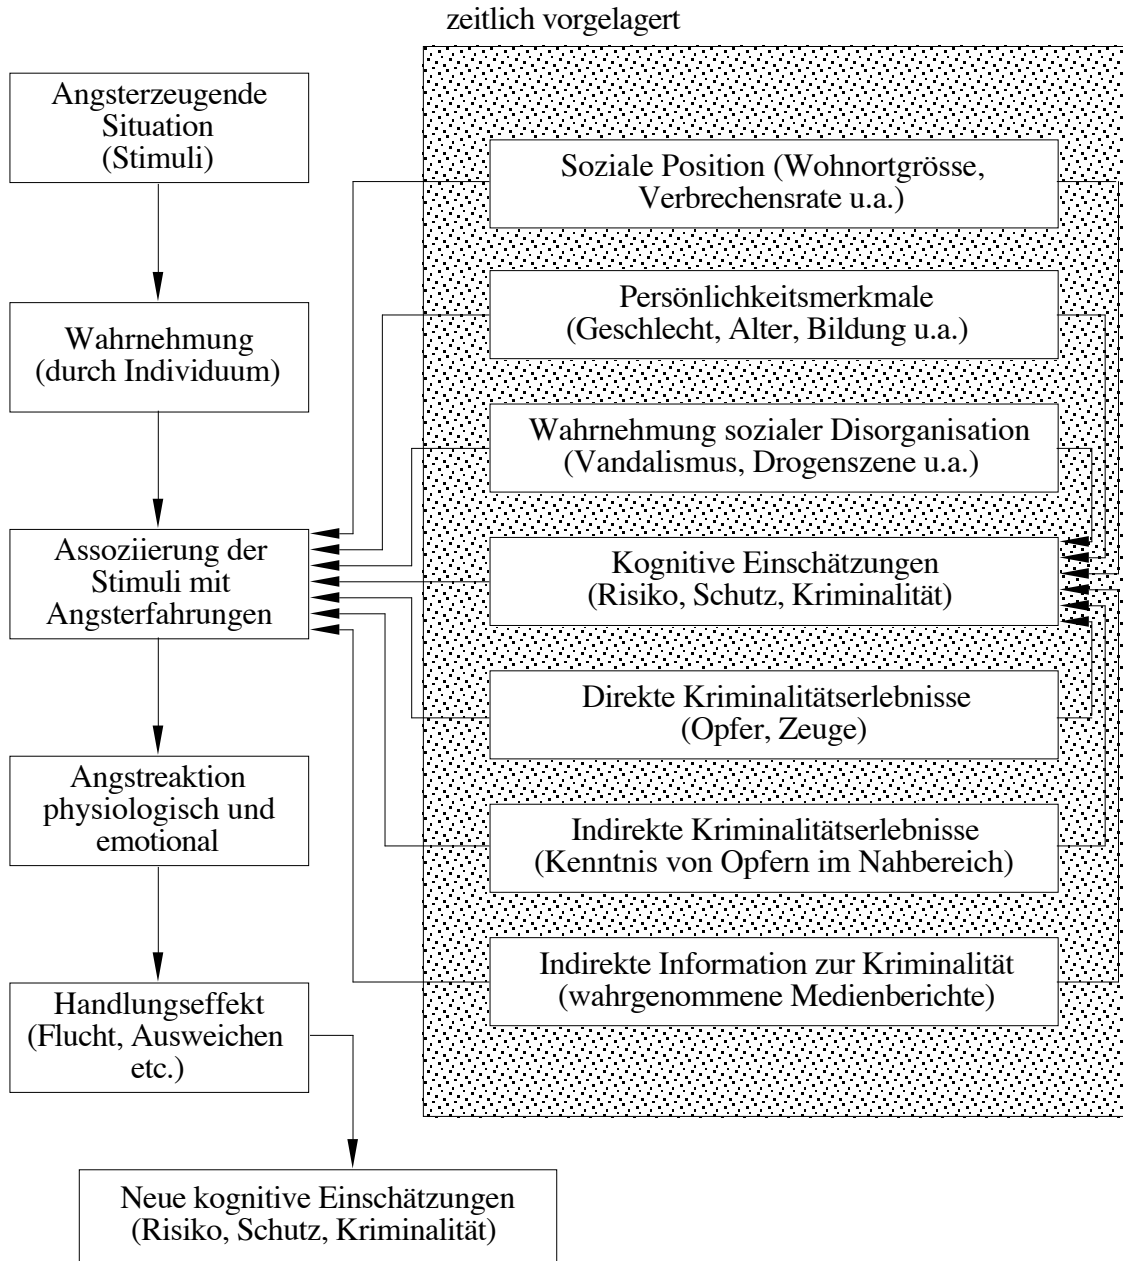 zeitlich vorgelagert
Angsterzeugende
Situation
(Stimuli)
Wahrnehmung
(durch Individuum)
Assoziierung der
Stimuli mit
Angsterfahrungen
Angstreaktion
physiologisch und
emotional
Handlungseffekt
(Flucht, Ausweichen
etc.)
Neue kognitive Einschätzungen
(Risiko, Schutz, Kriminalität)
Soziale Position (Wohnortgrösse,
Verbrechensrate u.a.)
Persönlichkeitsmerkmale
(Geschlecht, Alter, Bildung u.a.)
Wahrnehmung sozialer Disorganisation
(Vandalismus, Drogenszene u.a.)
Kognitive Einschätzungen
(Risiko, Schutz, Kriminalität)
Direkte Kriminalitätserlebnisse
(Opfer, Zeuge)
Indirekte Kriminalitätserlebnisse
(Kenntnis von Opfern im Nahbereich)
Indirekte Information zur Kriminalität
(wahrgenommene Medienberichte)